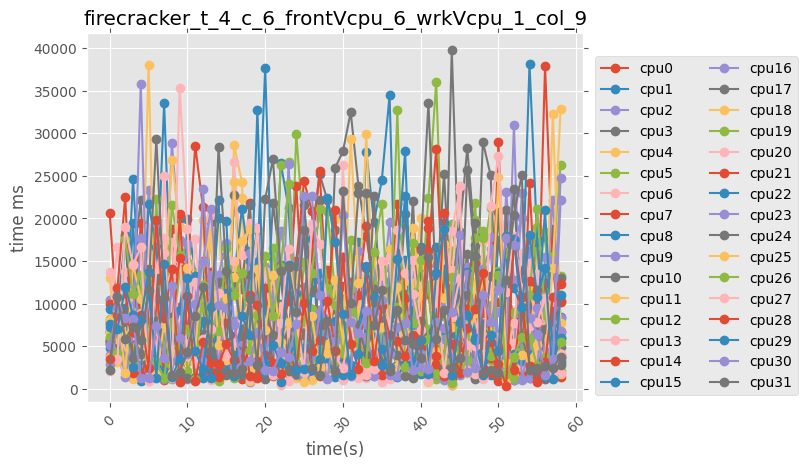 firecracker_t_4_c_6_frontVcpu_6_wrkVcpu_1_col_9
40000
35000
30000
25000
20000
15000
10000
5000
0
time ms
0
10
20
30
40
50
60
time(s)
cpu0
cpu1
cpu2
cpu3
cpu4
cpu5
cpu6
cpu7
cpu8
cpu9
cpu10
cpu11
cpu12
cpu13
cpu14
cpu15
cpu16
cpu17
cpu18
cpu19
cpu20
cpu21
cpu22
cpu23
cpu24
cpu25
cpu26
cpu27
cpu28
cpu29
cpu30
cpu31